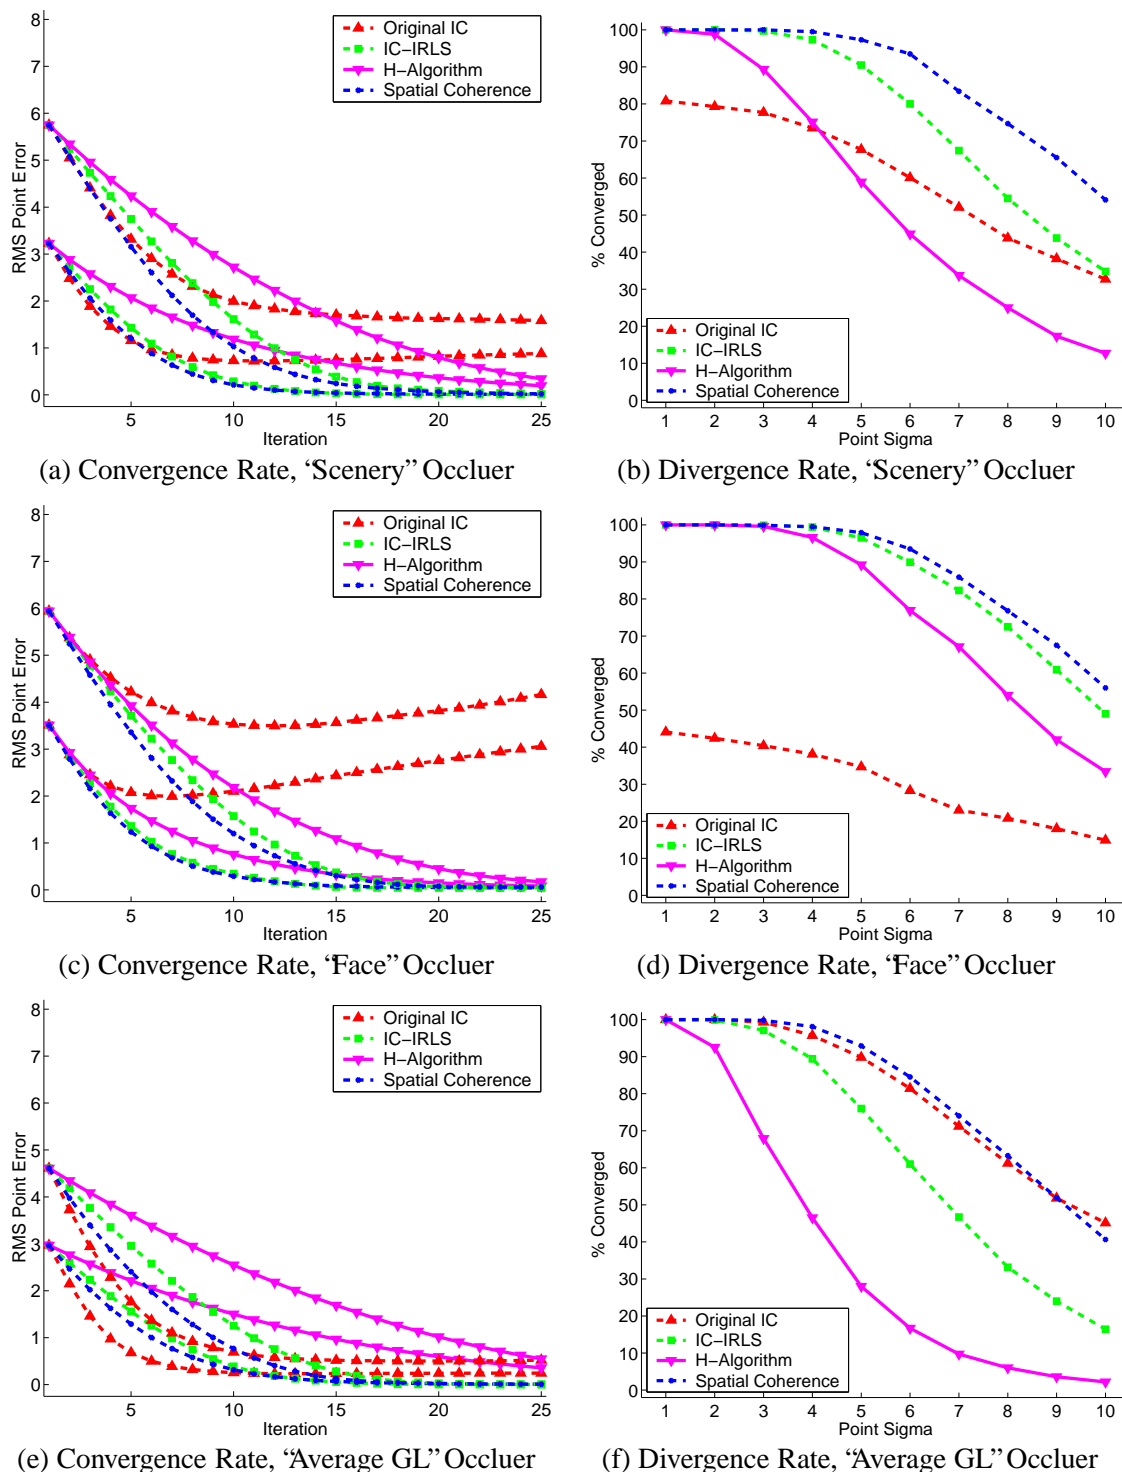 8
7
6
5
4
3
2
1
0
RMS Point Error
5 10 15 20 25
Iteration
Original IC
IC−IRLS
H−Algorithm
Spatial Coherence
100
90
80
70
60
50
40
30
20
10
0
% Converged
1 2 3 4 5 6 7 8 9 10
Point Sigma
Original IC
IC−IRLS
H−Algorithm
Spatial Coherence
(a) Convergence Rate, “Scenery” Occluer
(b) Divergence Rate, “Scenery” Occluer
8
7
6
5
4
3
2
1
0
RMS Point Error
5 10 15 20 25
Iteration
Original IC
IC−IRLS
H−Algorithm
Spatial Coherence
100
90
80
70
60
50
40
30
20
10
0
% Converged
1 2 3 4 5 6 7 8 9 10
Point Sigma
Original IC
IC−IRLS
H−Algorithm
Spatial Coherence
(c) Convergence Rate, “Face” Occluer
(d) Divergence Rate, “Face” Occluer
8
7
6
5
4
3
2
1
0
RMS Point Error
5 10 15 20 25
Iteration
Original IC
IC−IRLS
H−Algorithm
Spatial Coherence
100
90
80
70
60
50
40
30
20
10
0
% Converged
1 2 3 4 5 6 7 8 9 10
Point Sigma
Original IC
IC−IRLS
H−Algorithm
Spatial Coherence
(e) Convergence Rate, “Average GL” Occluer
(f) Divergence Rate, “Average GL” Occluer